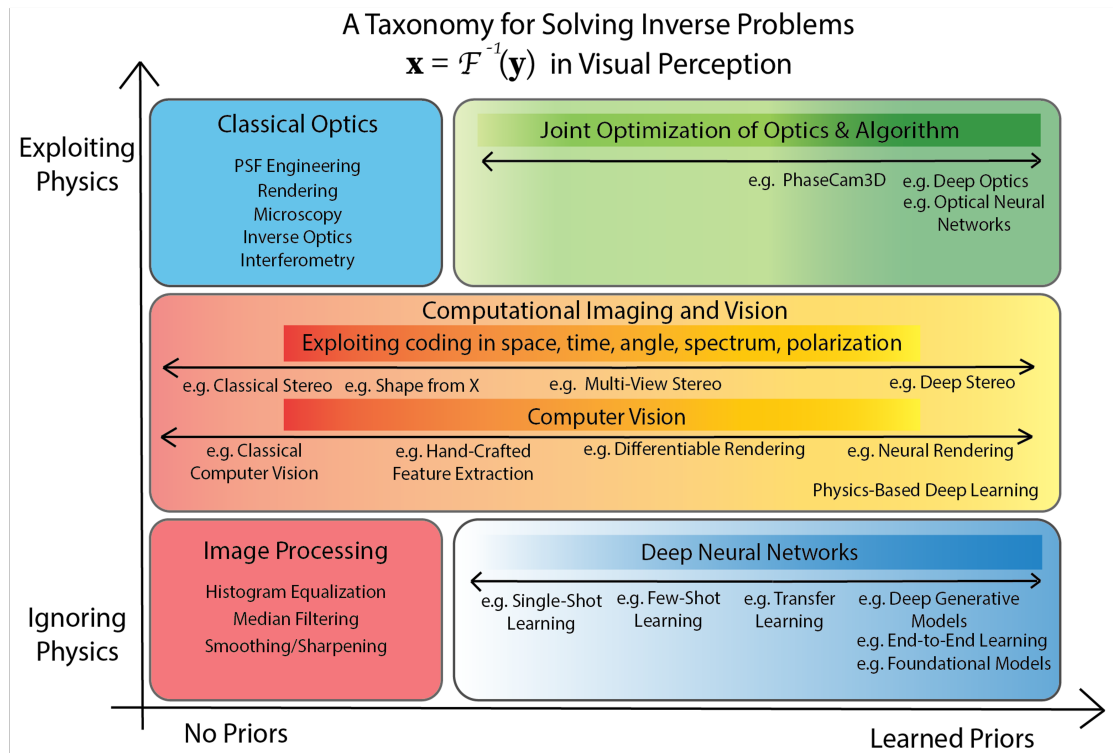 A Taxonomy for Solving Inverse Problems
x = ℱ⁻¹(y) in Visual Perception
Exploiting
Physics
Classical Optics
PSF Engineering
Rendering
Microscopy
Inverse Optics
Interferometry
Joint Optimization of Optics & Algorithm
e.g. PhaseCam3D
e.g. Deep Optics
e.g. Optical Neural
Networks
Computational Imaging and Vision
Exploiting coding in space, time, angle, spectrum, polarization
e.g. Classical Stereo
e.g. Shape from X
e.g. Multi-View Stereo
e.g. Deep Stereo
Computer Vision
e.g. Classical
Computer Vision
e.g. Hand-Crafted
Feature Extraction
e.g. Differentiable Rendering
e.g. Neural Rendering
Physics-Based Deep Learning
Ignoring
Physics
Image Processing
Histogram Equalization
Median Filtering
Smoothing/Sharpening
Deep Neural Networks
e.g. Single-Shot
Learning
e.g. Few-Shot
Learning
e.g. Transfer
Learning
e.g. Deep Generative
Models
e.g. End-to-End Learning
e.g. Foundational Models
No Priors
Learned Priors